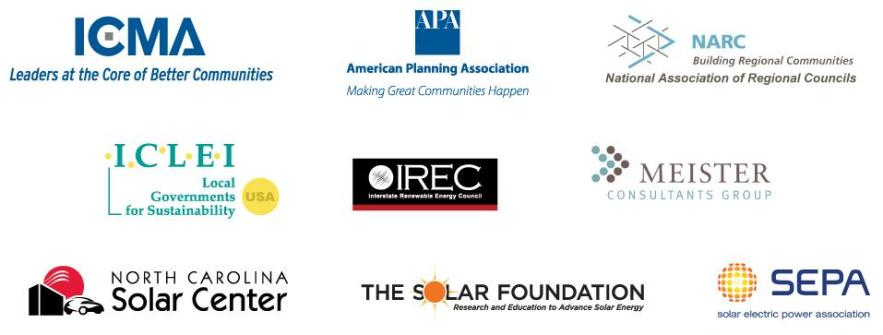 ICMA
Leaders at the Core of Better Communities
APA
American Planning Association
Making Great Communities Happen
NARC
Building Regional Communities
National Association of Regional Councils
I.C.L.E.I
Local
Governments
for Sustainability
USA
IREC
Interstate Renewable Energy Council
MEISTER
CONSULTANTS GROUP
NORTH CAROLINA
Solar Center
THE SOLAR FOUNDATION
Research and Education to Advance Solar Energy
SEPA
solar electric power association